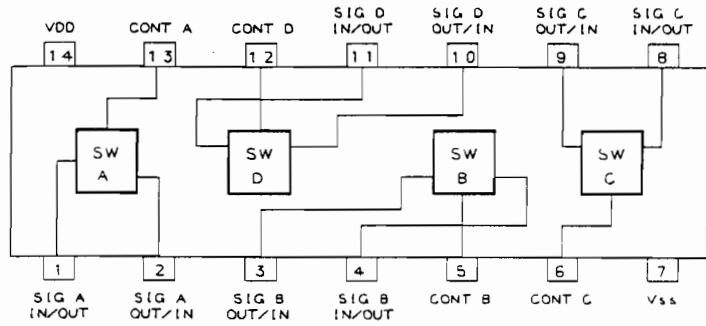 VDD CONT A CONT D SIG D IN/OUT SIG D OUT/IN SIG C OUT/IN SIG C IN/OUT
14 13 12 11 10 9 8
SW A
SW D
SW B
SW C
1 2 3 4 5 6 7
SIG A IN/OUT SIG A OUT/IN SIG B OUT/IN SIG B IN/OUT CONT B CONT C Vss